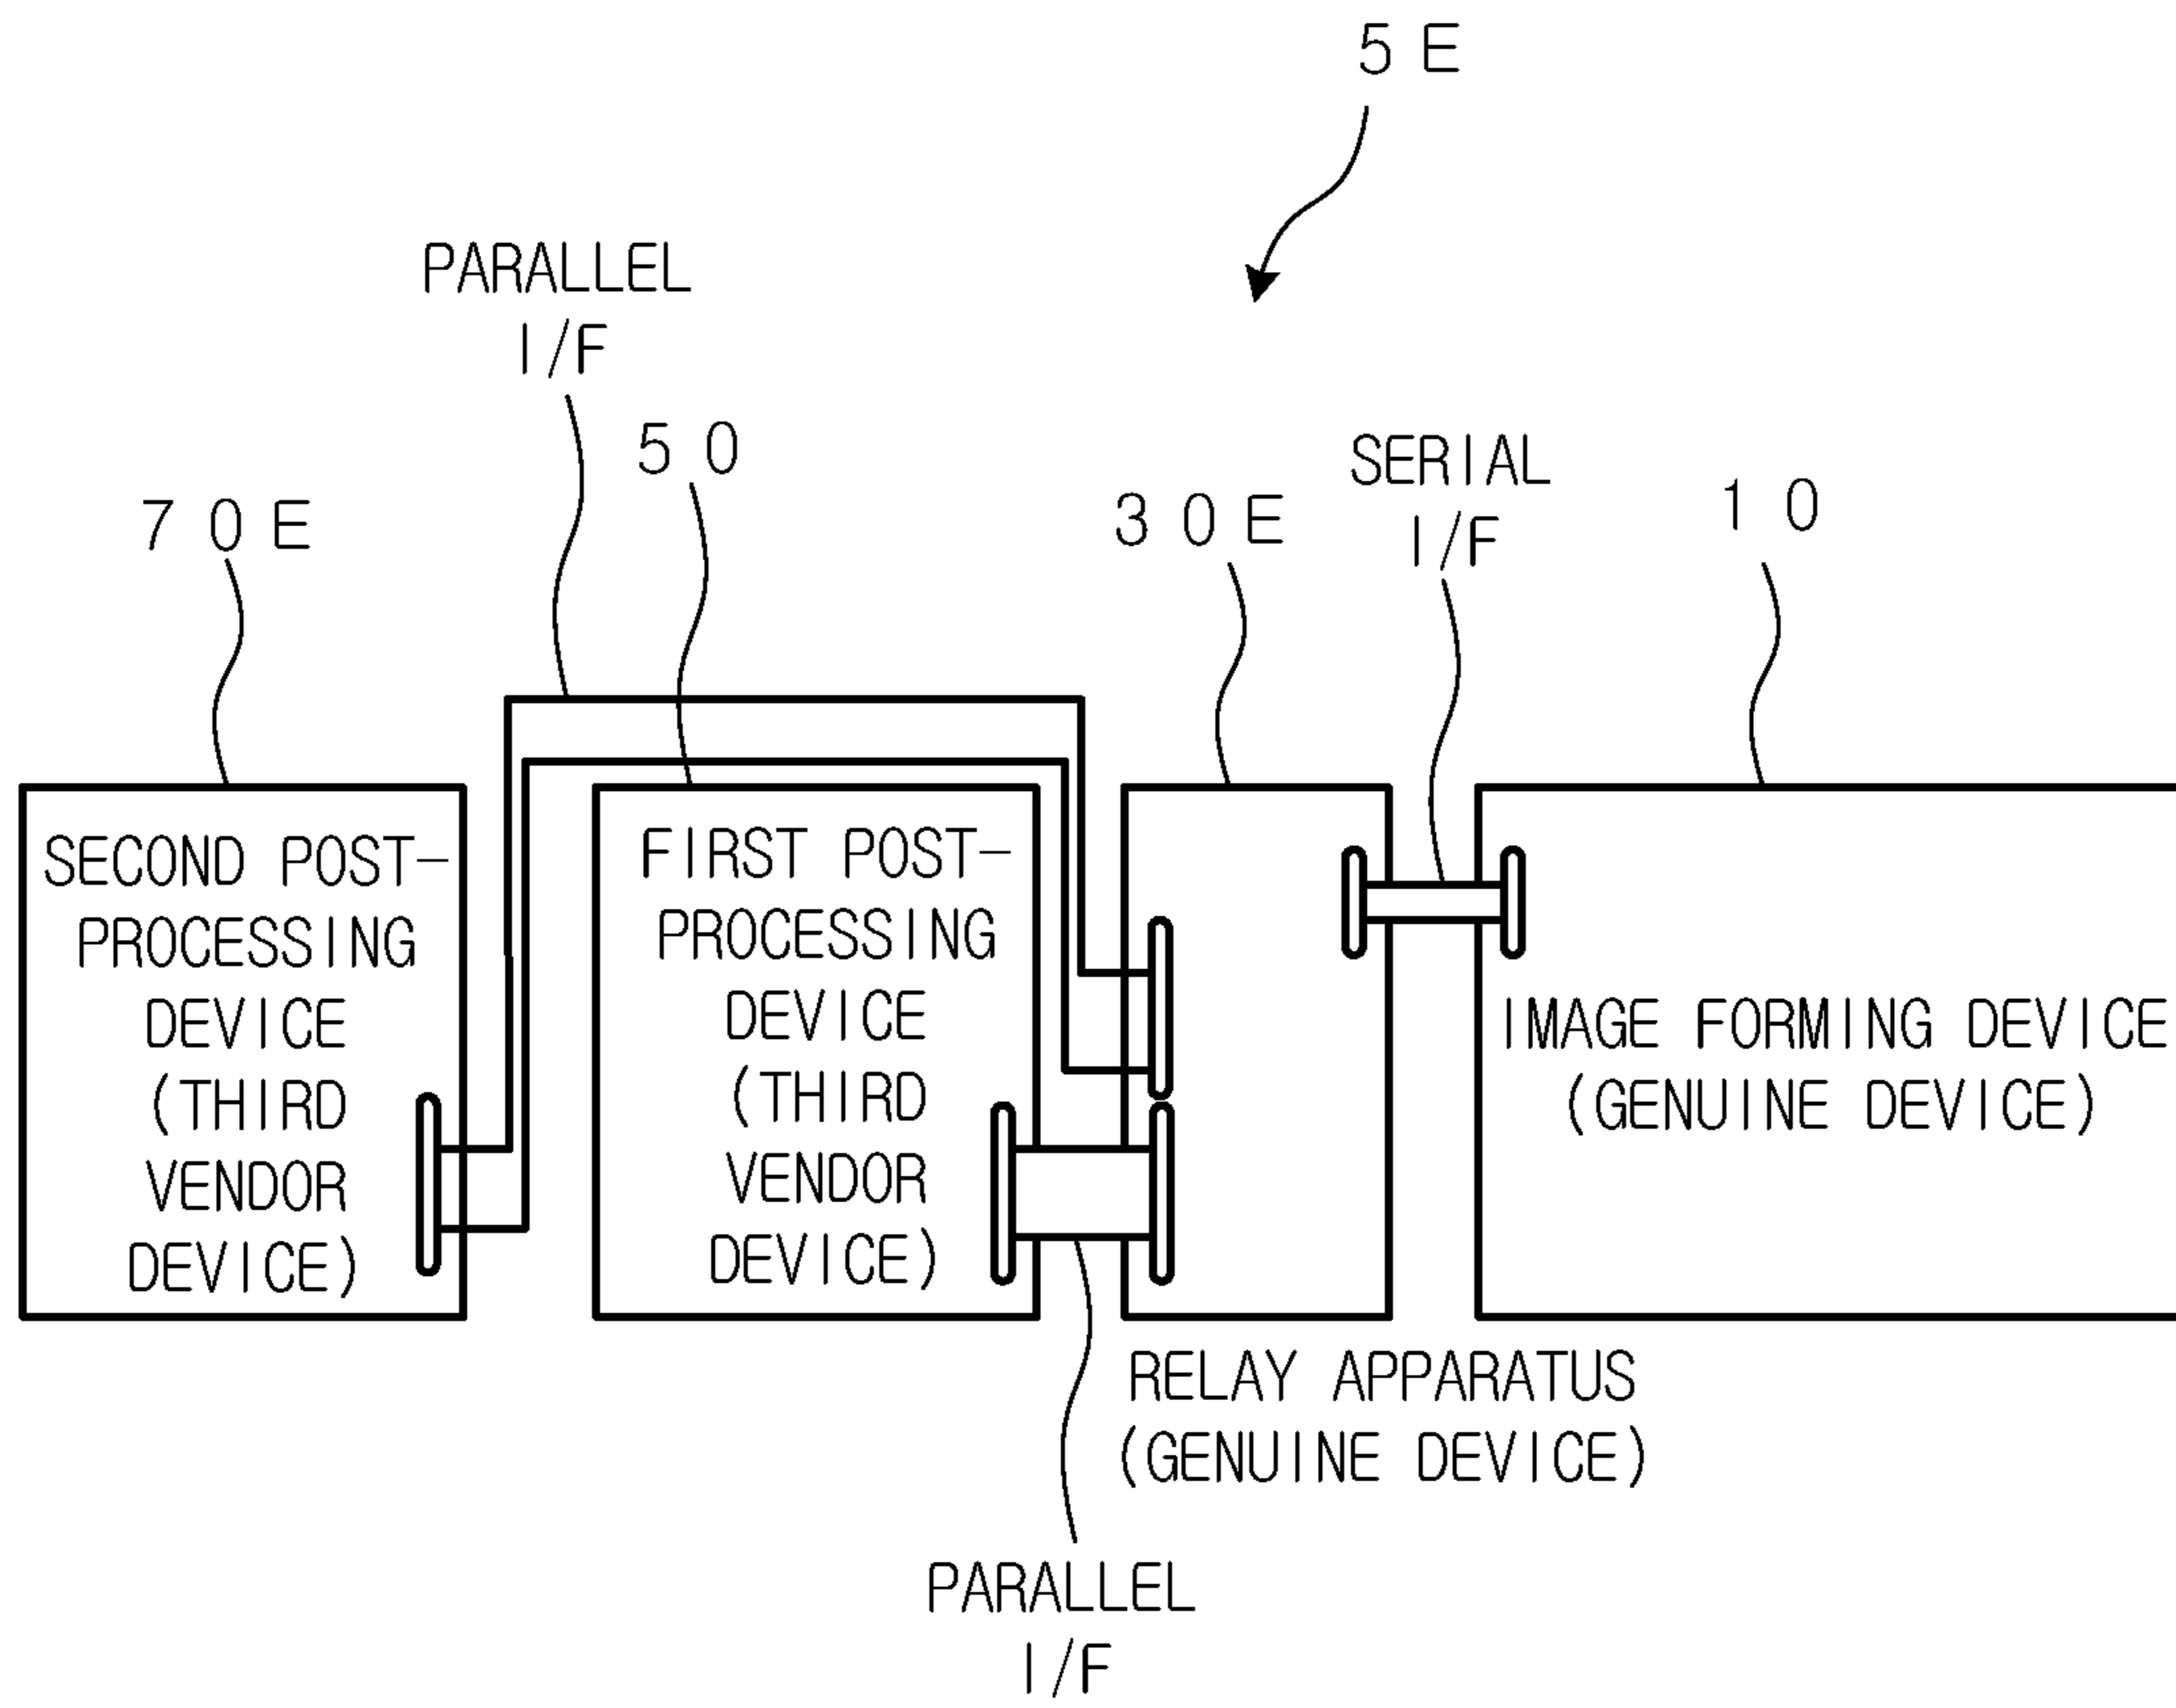 5E
PARALLEL
I/F
50
SERIAL
I/F
70E
30E
10
SECOND POST-
PROCESSING
DEVICE
(THIRD
VENDOR
DEVICE)
FIRST POST-
PROCESSING
DEVICE
(THIRD
VENDOR
DEVICE)
IMAGE FORMING DEVICE
(GENUINE DEVICE)
RELAY APPARATUS
(GENUINE DEVICE)
PARALLEL
I/F